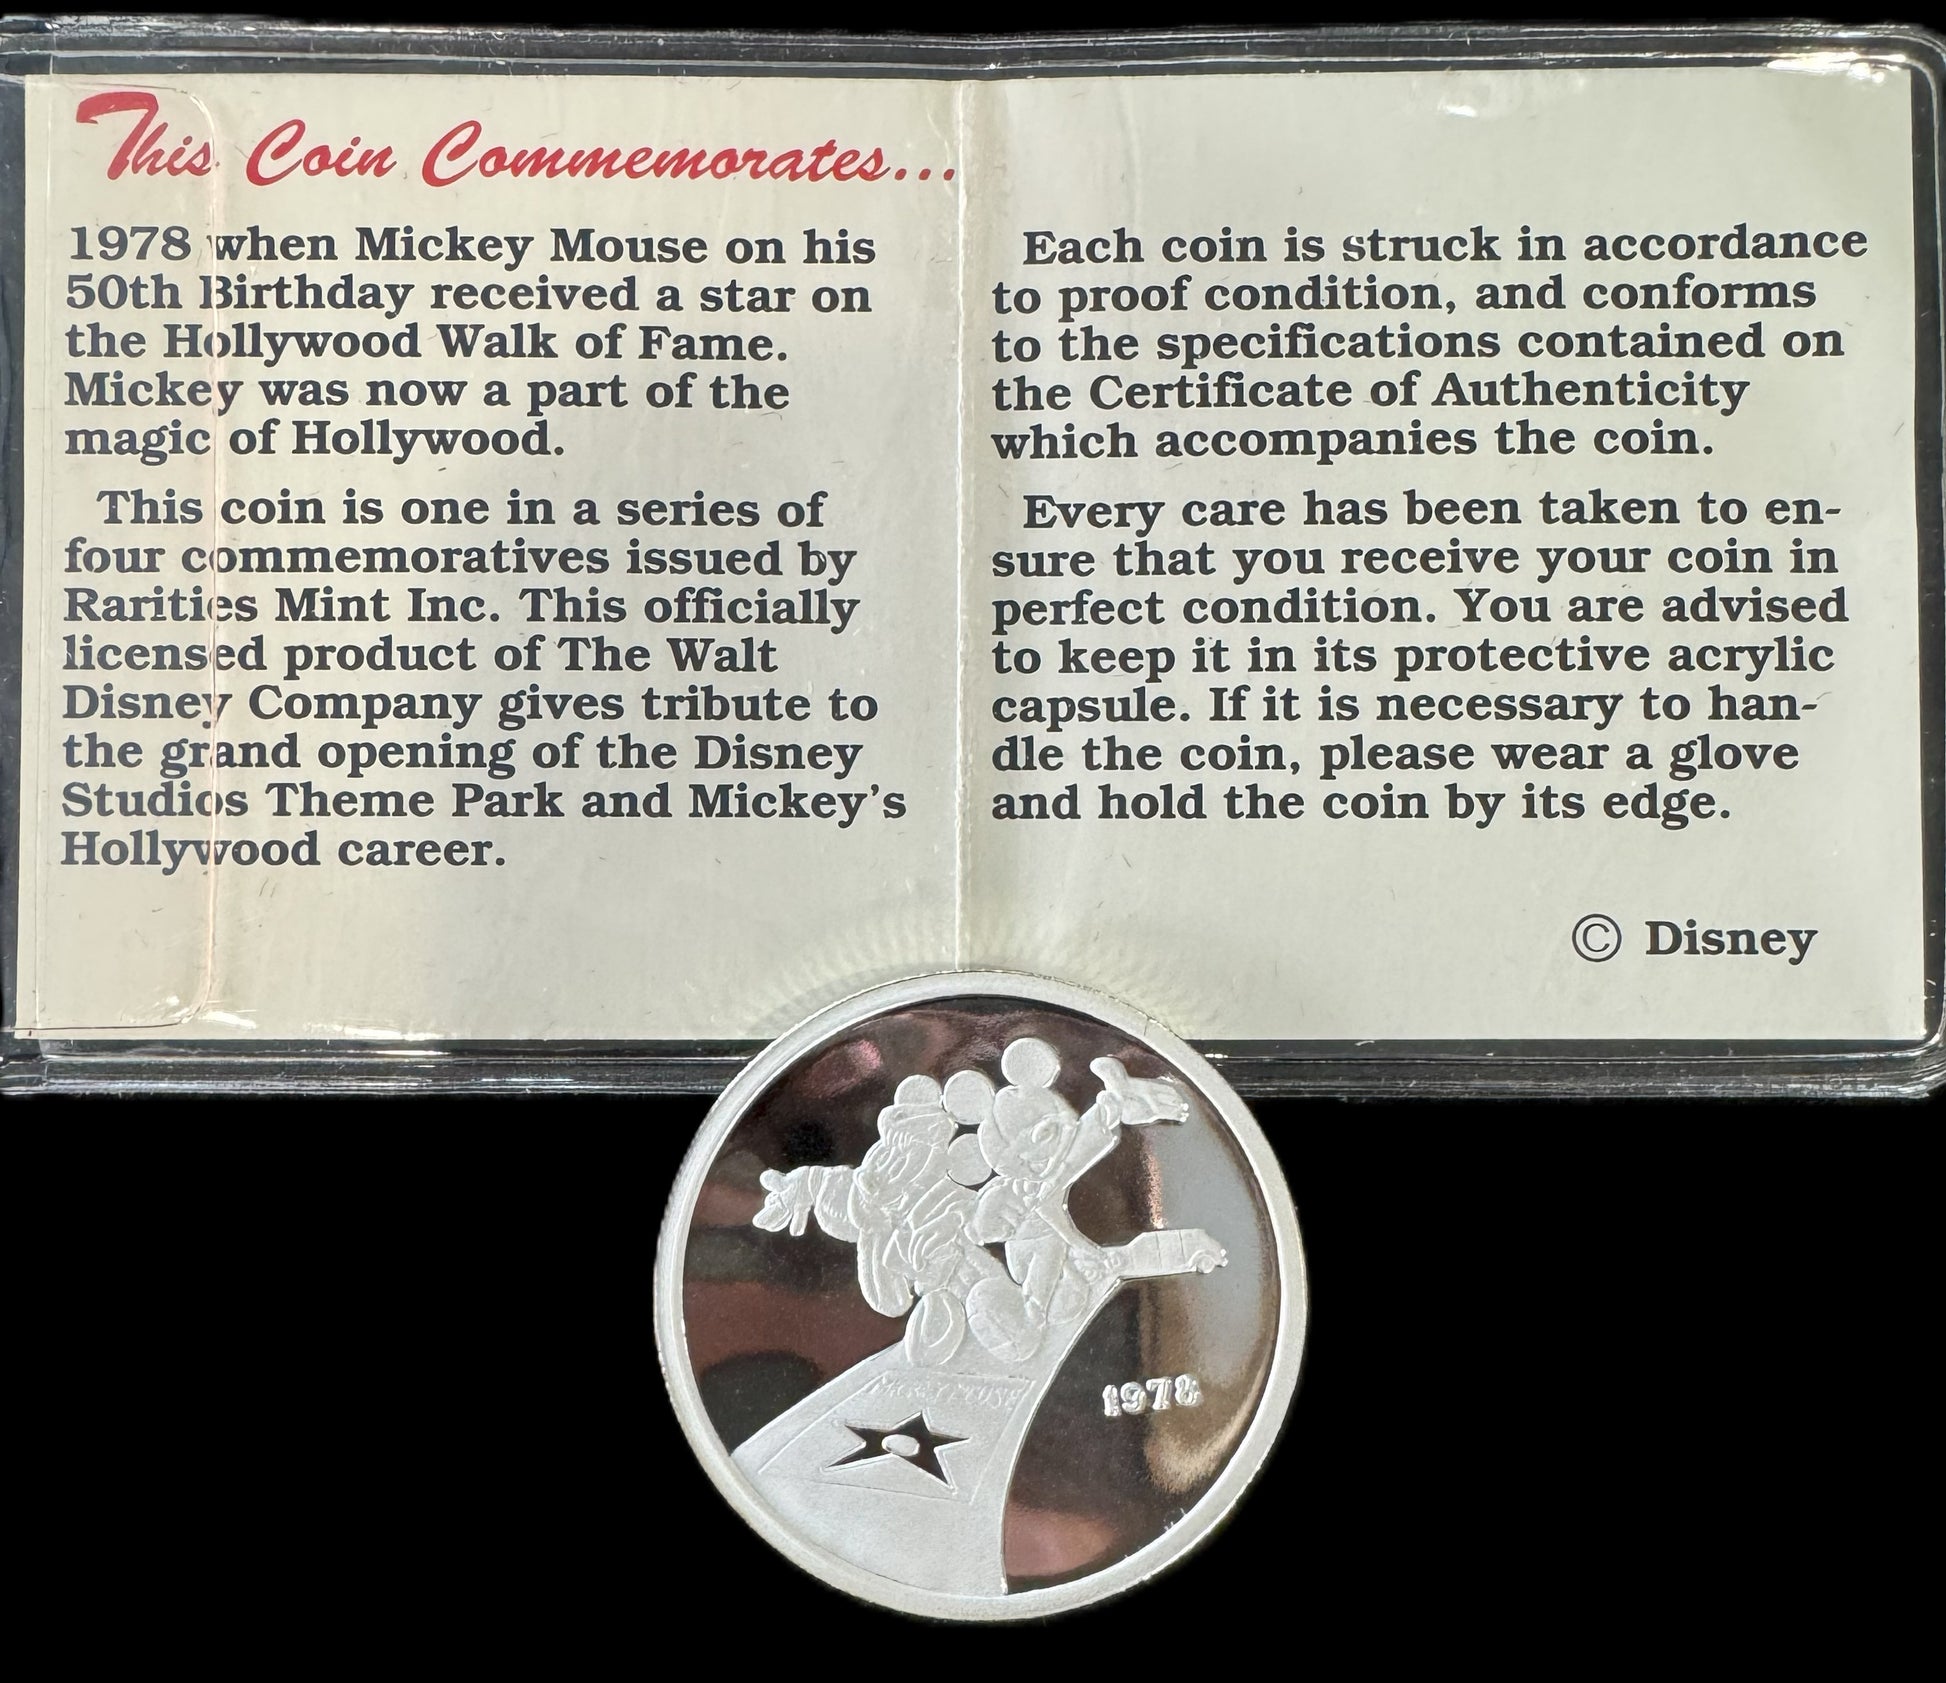 This Coin Commemorates...
1978 when Mickey Mouse on his
50th Birthday received a star on
the Hollywood Walk of Fame.
Mickey was now a part of the
magic of Hollywood.
This coin is one in a series of
four commemoratives issued by
Rarities Mint Inc. This officially
licensed product of The Walt
Disney Company gives tribute to
the grand opening of the Disney
Studios Theme Park and Mickey's
Hollywood career.
Each coin is struck in accordance
to proof condition, and conforms
to the specifications contained on
the Certificate of Authenticity
which accompanies the coin.
Every care has been taken to en-
sure that you receive your coin in
perfect condition. You are advised
to keep it in its protective acrylic
capsule. If it is necessary to han-
dle the coin, please wear a glove
and hold the coin by its edge.
© Disney
MICKEY MOUSE
1978